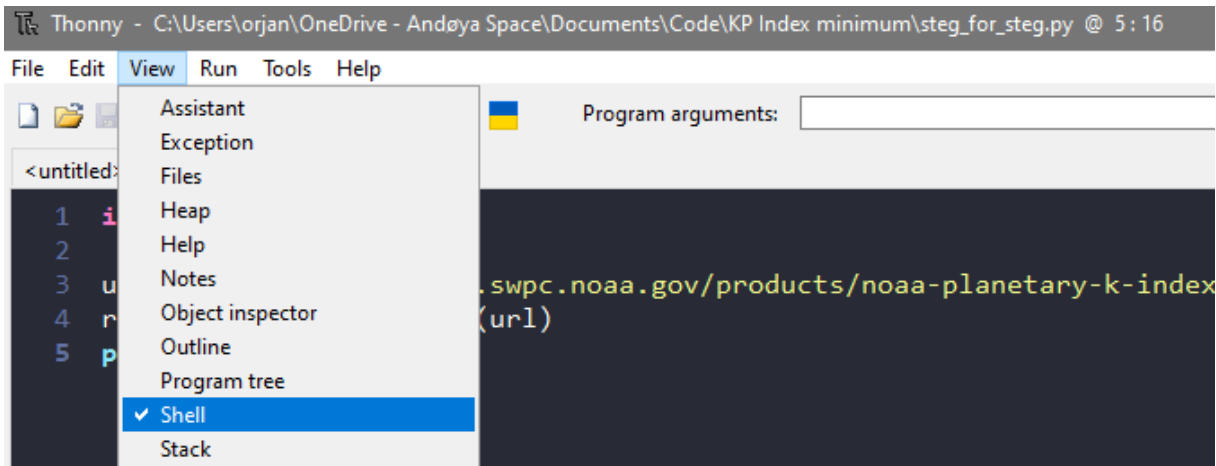 Thonny - C:\Users\orjan\OneDrive - Andøya Space\Documents\Code\KP Index minimum\steg_for_steg.py @ 5:16
File Edit View Run Tools Help
Program arguments:
<untitled>
Assistant
Exception
Files
Heap
Help
Notes
Object inspector
Outline
Program tree
✓ Shell
Stack
1 i
2
3 u .swpc.noaa.gov/products/noaa-planetary-k-index
4 r (url)
5 p